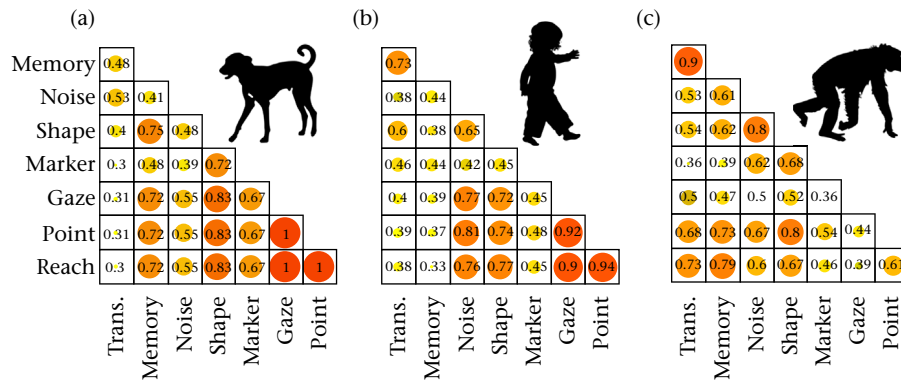 (a) (b) (c)
Memory 0.48 0.73 0.9
Noise 0.53 0.41 0.38 0.44 0.53 0.61
Shape 0.4 0.75 0.48 0.6 0.38 0.65 0.54 0.62 0.8
Marker 0.3 0.48 0.39 0.72 0.46 0.44 0.42 0.45 0.36 0.39 0.62 0.68
Gaze 0.31 0.72 0.55 0.83 0.67 0.4 0.39 0.77 0.72 0.45 0.5 0.47 0.5 0.52 0.36
Point 0.31 0.72 0.55 0.83 0.67 1 0.39 0.37 0.81 0.74 0.48 0.92 0.68 0.73 0.67 0.8 0.54 0.44
Reach 0.3 0.72 0.55 0.83 0.67 1 1 0.38 0.33 0.76 0.77 0.45 0.9 0.94 0.73 0.79 0.6 0.67 0.46 0.39 0.61
Trans. Memory Noise Shape Marker Gaze Point Trans. Memory Noise Shape Marker Gaze Point Trans. Memory Noise Shape Marker Gaze Point